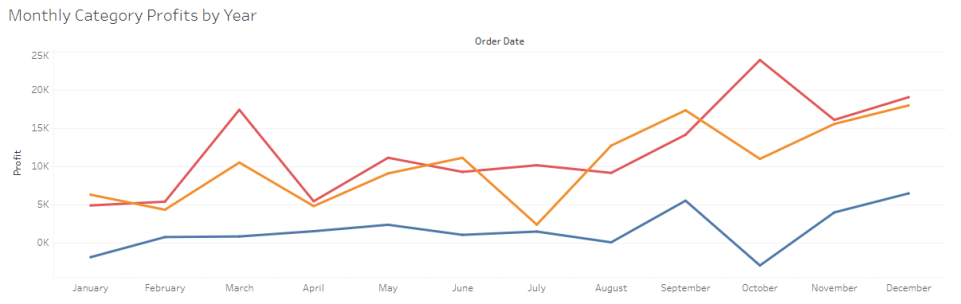 Monthly Category Profits by Year
Order Date
Profit
25K
20K
15K
10K
5K
0K
January February March April May June July August September October November December